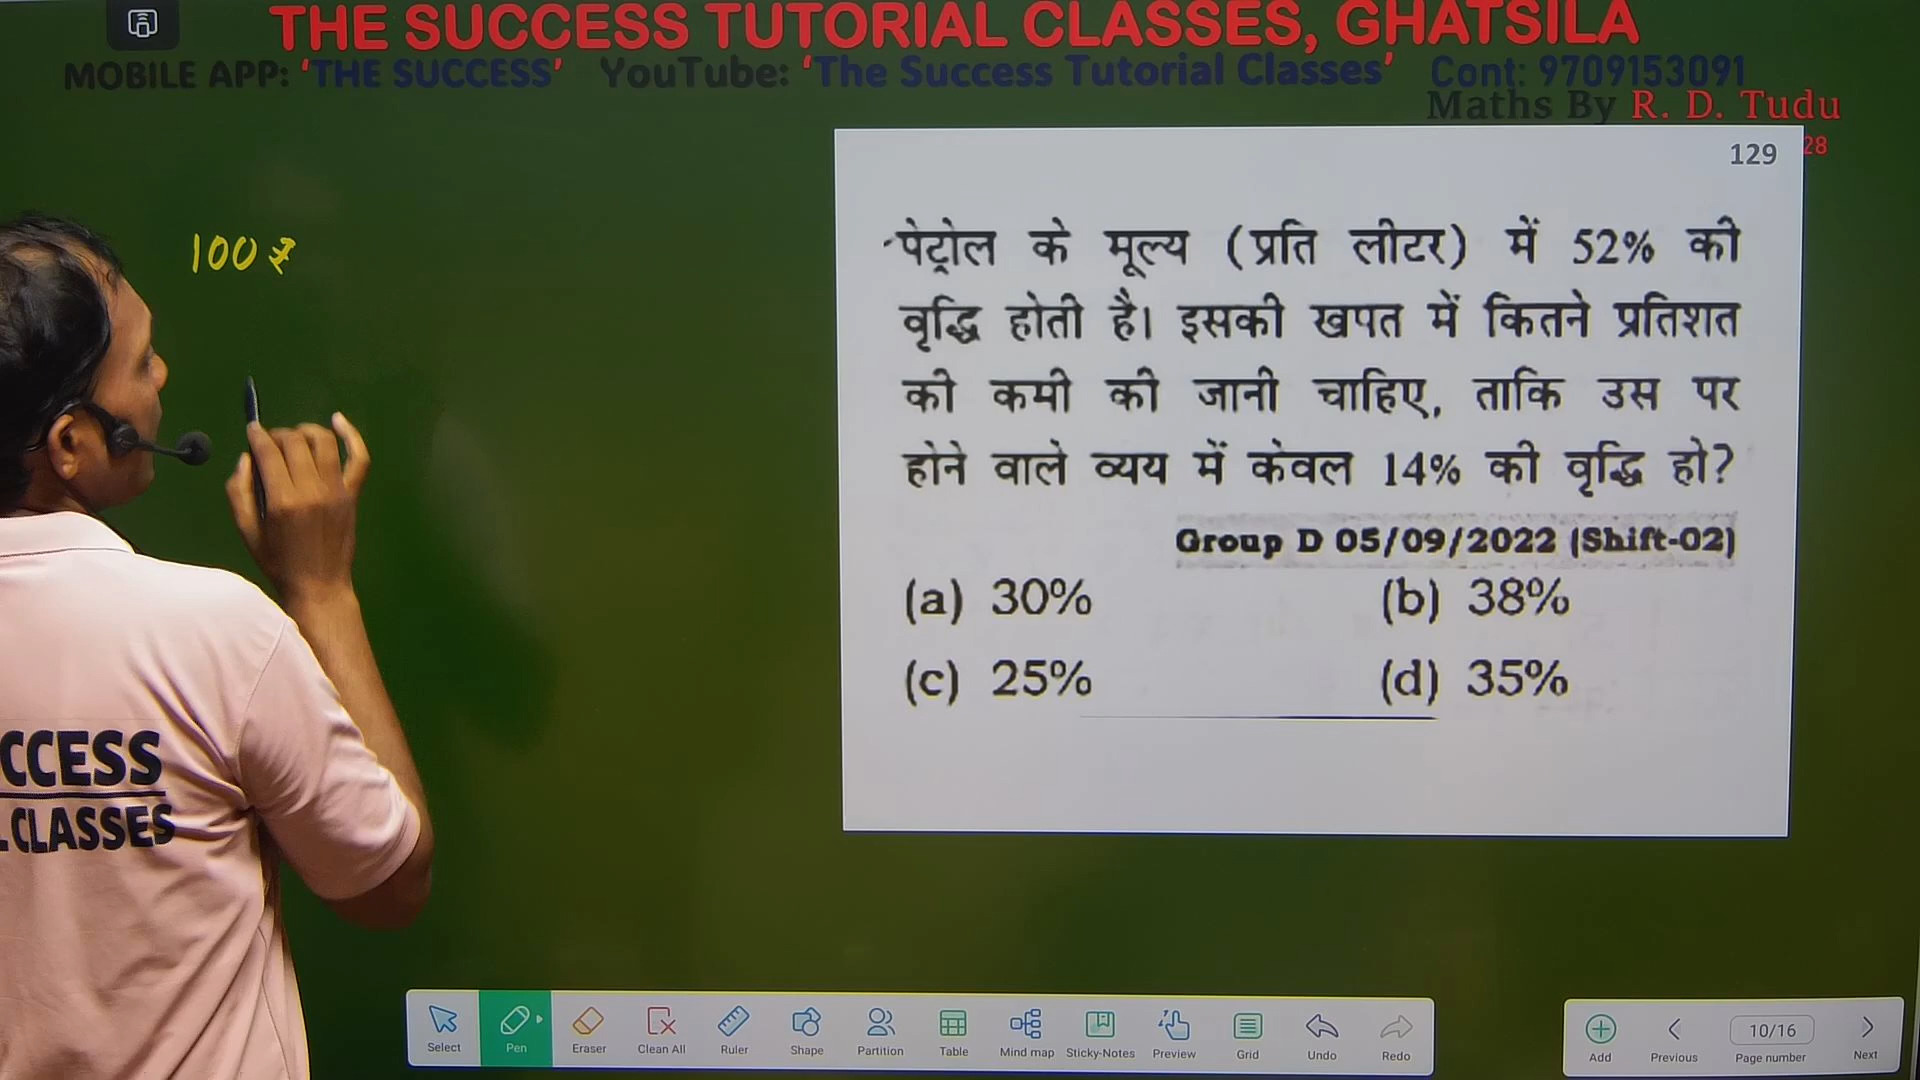 THE SUCCESS TUTORIAL CLASSES, GHATSILA
MOBILE APP: 'THE SUCCESS' YouTube: 'The Success Tutorial Classes' Cont: 9709153091
Maths By R. D. Tudu
28
129
100 ₹
पेट्रोल के मूल्य (प्रति लीटर) में 52% की
वृद्धि होती है। इसकी खपत में कितने प्रतिशत
की कमी की जानी चाहिए, ताकि उस पर
होने वाले व्यय में केवल 14% की वृद्धि हो?
Group D 05/09/2022 (Shift-02)
(a) 30% (b) 38%
(c) 25% (d) 35%
CCESS
CLASSES
Select Pen Eraser Clean All Ruler Shape Partition Table Mind map Sticky-Notes Preview Grid Undo Redo
Add Previous 10/16 Page number Next